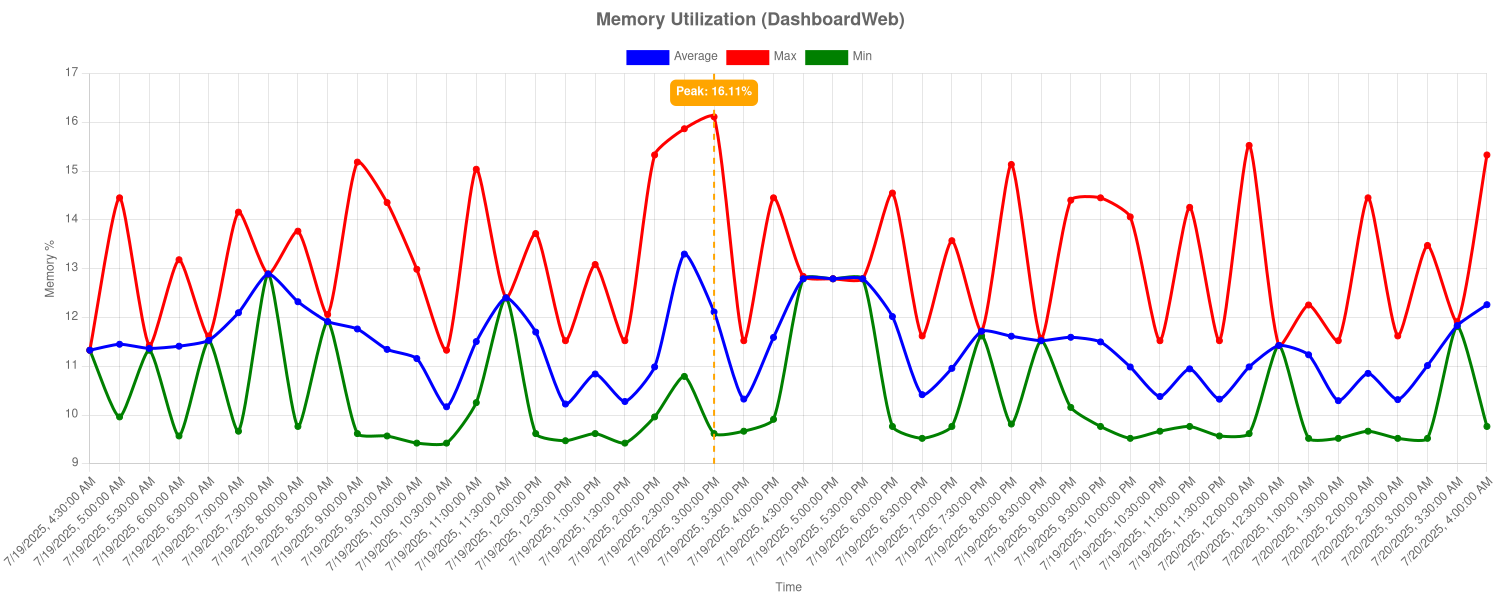 Memory Utilization (DashboardWeb)
Average Max Min
Peak: 16.11%
17
16
15
14
13
12
11
10
9
Memory %
7/19/2025, 4:30:00 AM
7/19/2025, 5:00:00 AM
7/19/2025, 5:30:00 AM
7/19/2025, 6:00:00 AM
7/19/2025, 6:30:00 AM
7/19/2025, 7:00:00 AM
7/19/2025, 7:30:00 AM
7/19/2025, 8:00:00 AM
7/19/2025, 8:30:00 AM
7/19/2025, 9:00:00 AM
7/19/2025, 9:30:00 AM
7/19/2025, 10:00:00 AM
7/19/2025, 10:30:00 AM
7/19/2025, 11:00:00 AM
7/19/2025, 11:30:00 AM
7/19/2025, 12:00:00 PM
7/19/2025, 12:30:00 PM
7/19/2025, 1:00:00 PM
7/19/2025, 1:30:00 PM
7/19/2025, 2:00:00 PM
7/19/2025, 2:30:00 PM
7/19/2025, 3:00:00 PM
7/19/2025, 3:30:00 PM
7/19/2025, 4:00:00 PM
7/19/2025, 4:30:00 PM
7/19/2025, 5:00:00 PM
7/19/2025, 5:30:00 PM
7/19/2025, 6:00:00 PM
7/19/2025, 6:30:00 PM
7/19/2025, 7:00:00 PM
7/19/2025, 7:30:00 PM
7/19/2025, 8:00:00 PM
7/19/2025, 8:30:00 PM
7/19/2025, 9:00:00 PM
7/19/2025, 9:30:00 PM
7/19/2025, 10:00:00 PM
7/19/2025, 10:30:00 PM
7/19/2025, 11:00:00 PM
7/19/2025, 11:30:00 PM
7/20/2025, 12:00:00 AM
7/20/2025, 12:30:00 AM
7/20/2025, 1:00:00 AM
7/20/2025, 1:30:00 AM
7/20/2025, 2:00:00 AM
7/20/2025, 2:30:00 AM
7/20/2025, 3:00:00 AM
7/20/2025, 3:30:00 AM
7/20/2025, 4:00:00 AM
Time